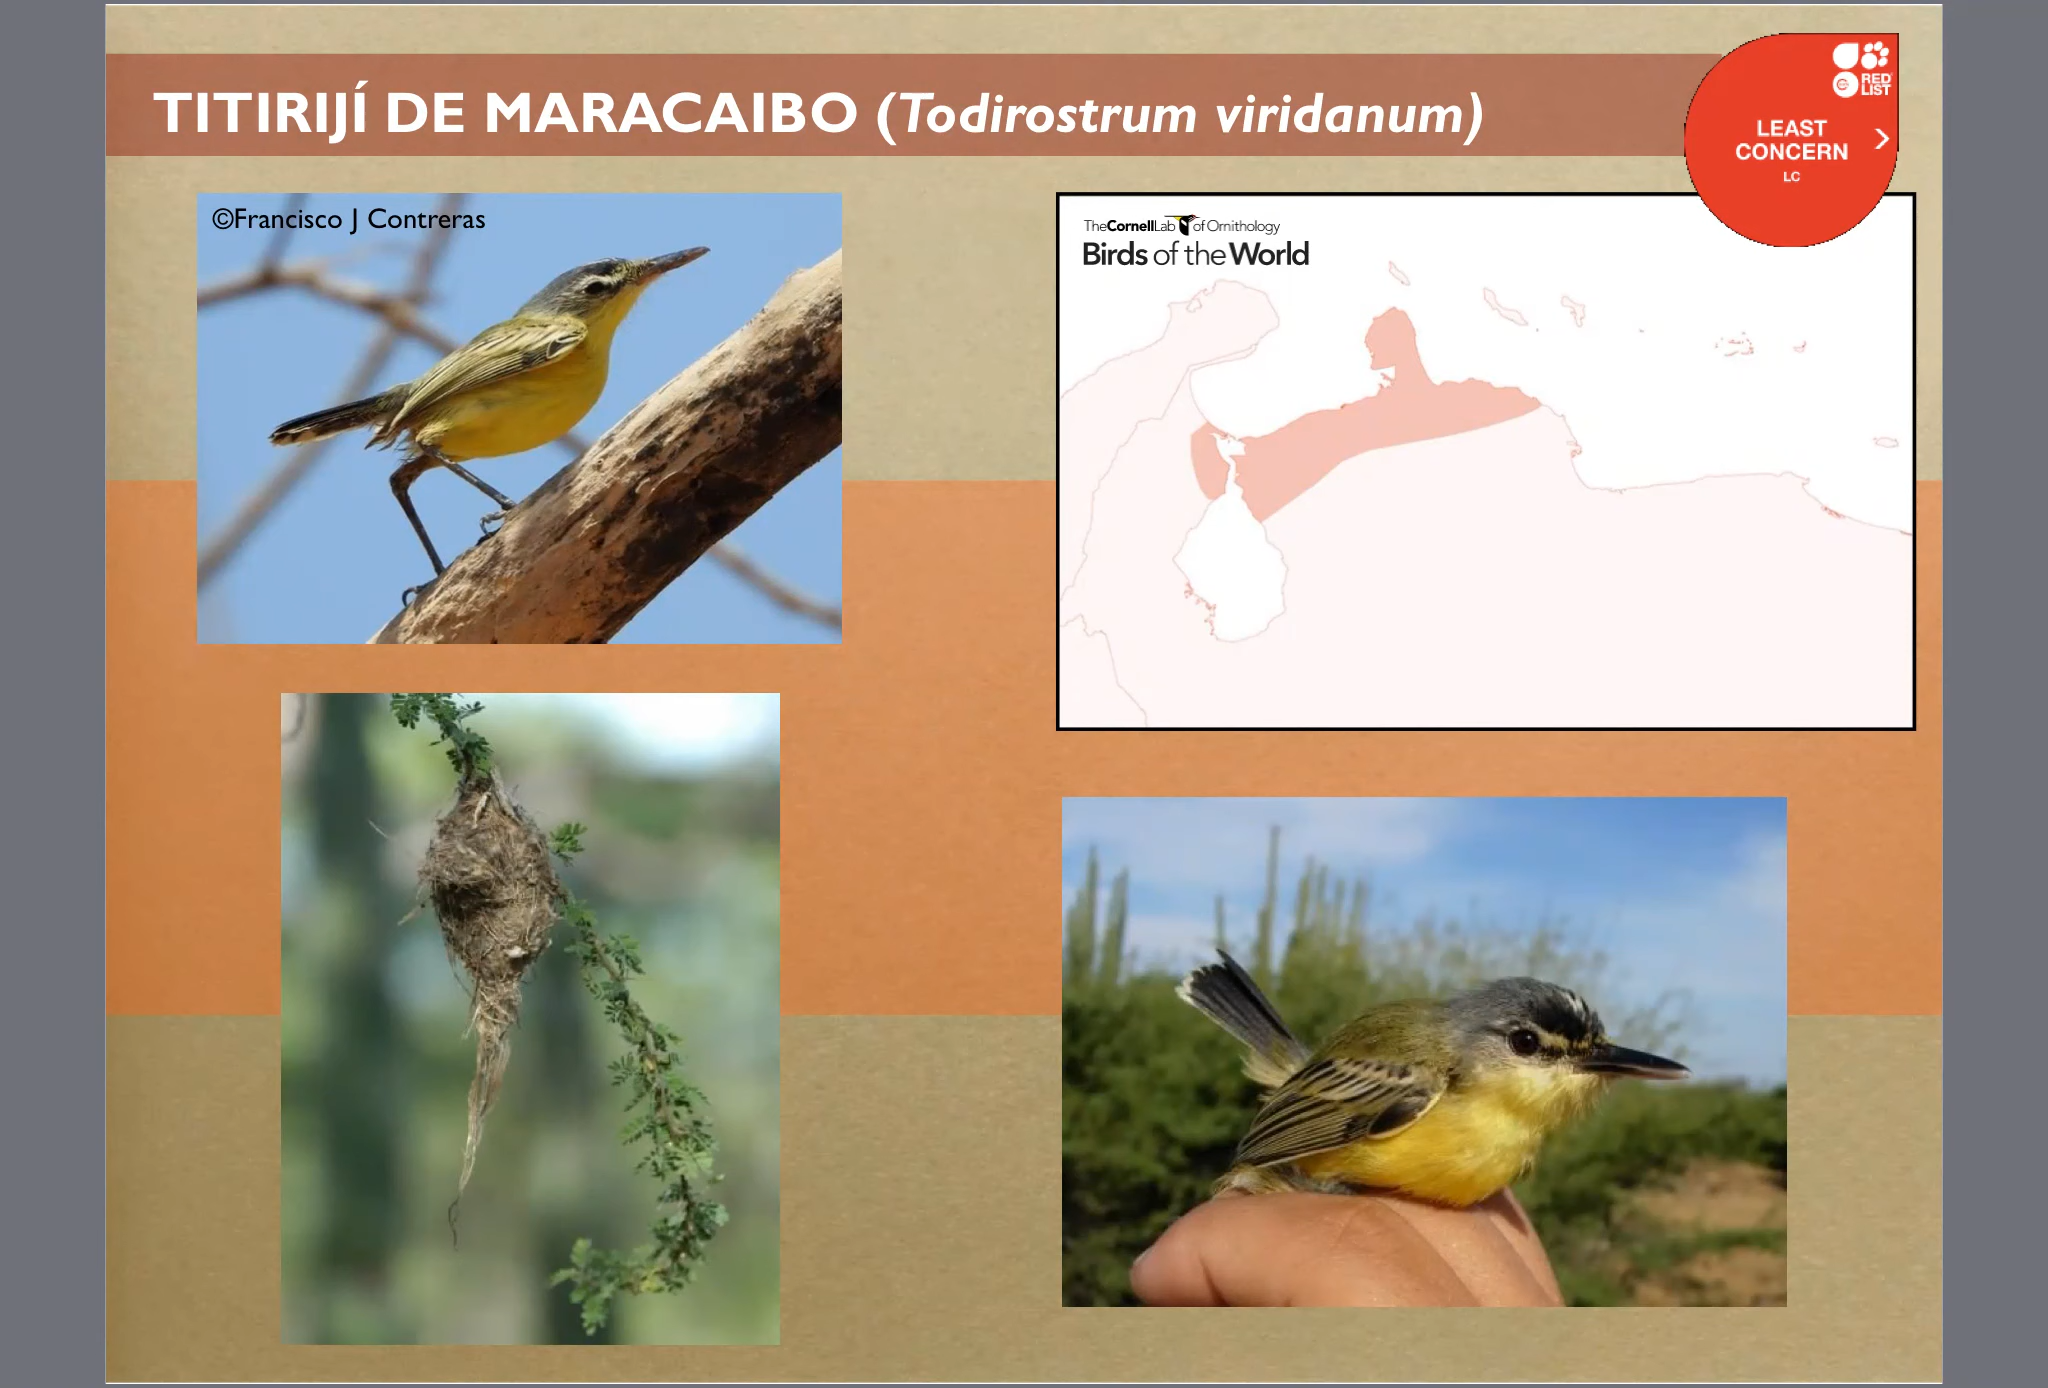 TITIRIJÍ DE MARACAIBO (Todirostrum viridanum)
RED
LIST
LEAST
CONCERN
LC
©Francisco J Contreras
TheCornellLab of Ornithology
Birds of the World